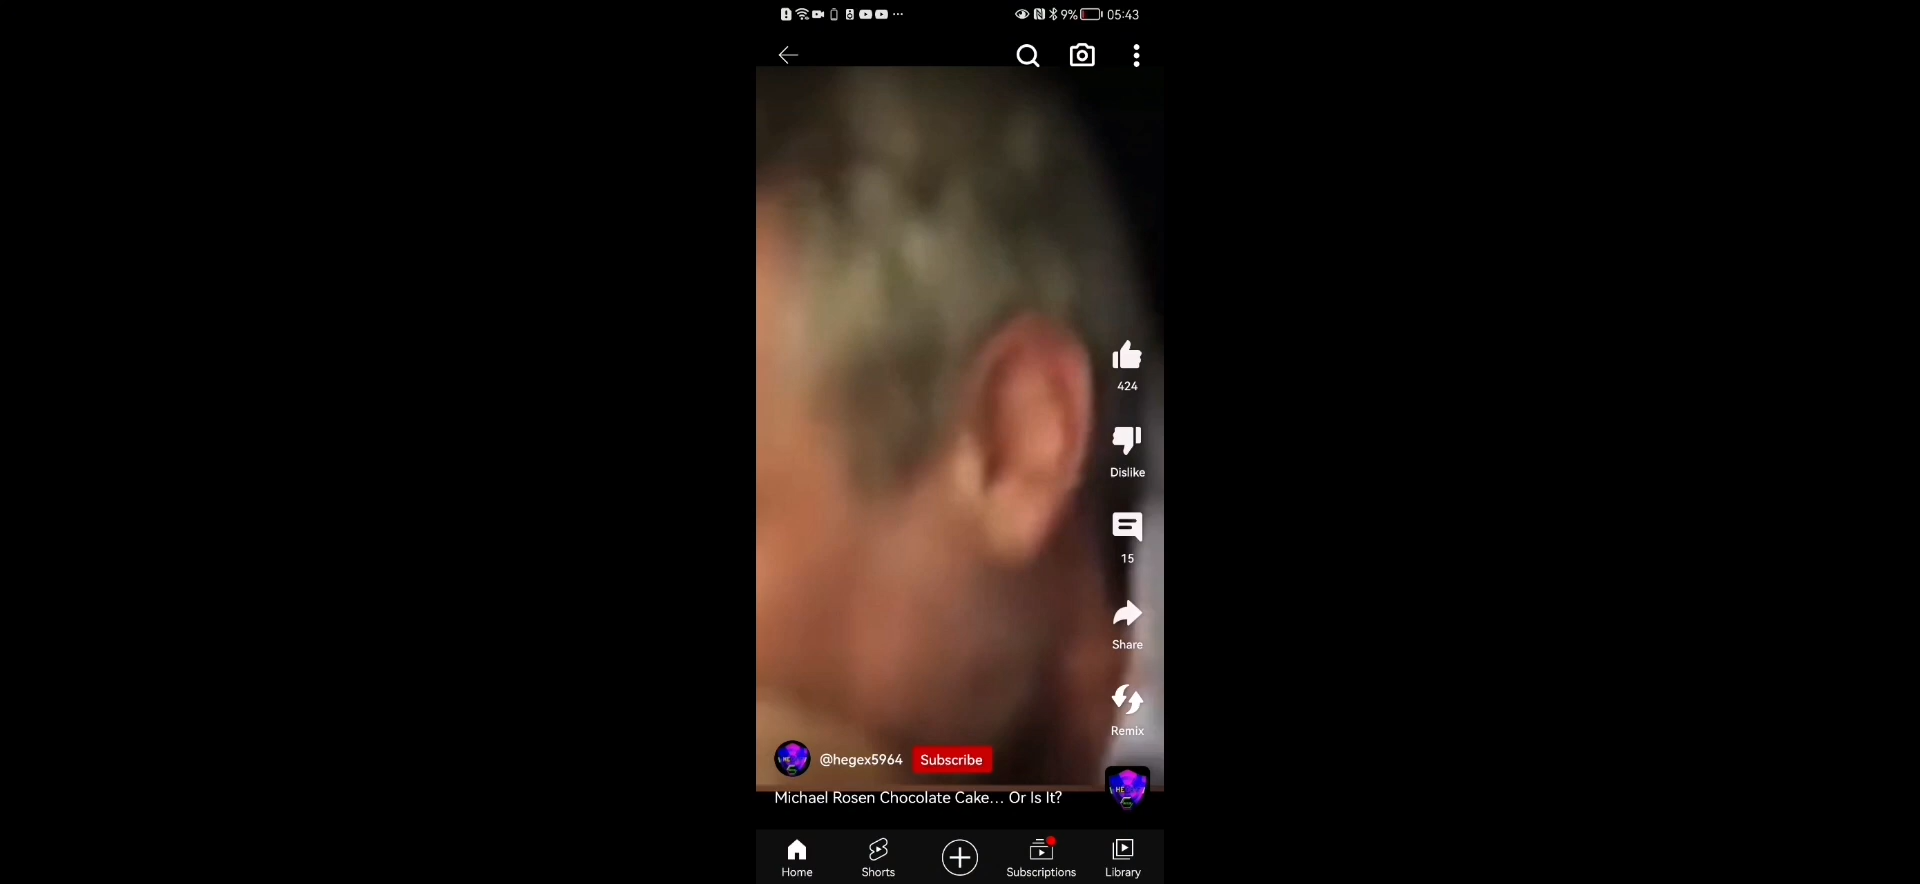 9% 05:43
424
Dislike
15
Share
Remix
@hegex5964 Subscribe
Michael Rosen Chocolate Cake... Or Is It?
Home Shorts Subscriptions Library